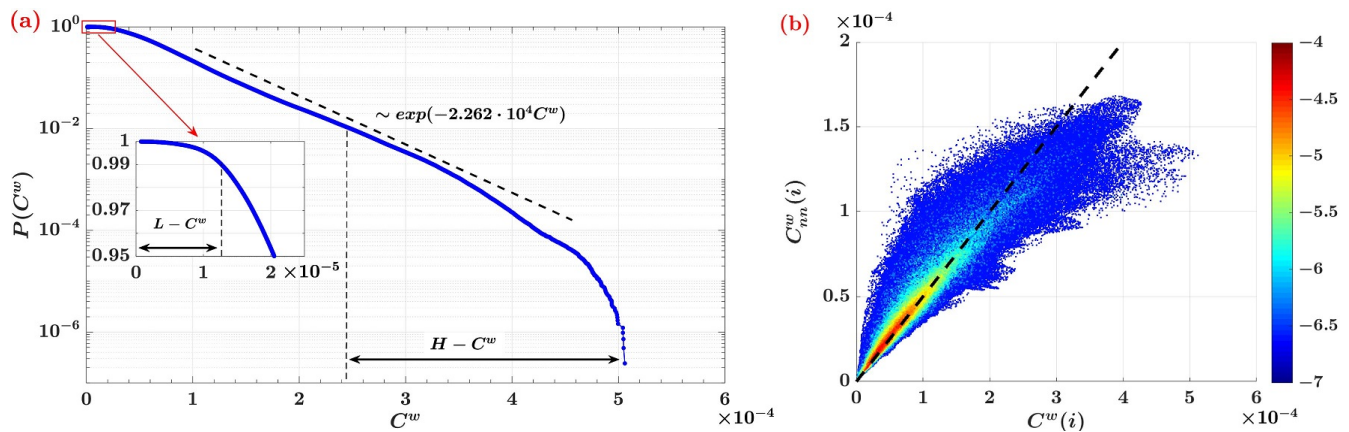 (a)
10^0
10^-2
10^-4
10^-6
P(C^w)
∼ exp(−2.262 · 10^4C^w)
1
0.99
0.97
0.95
L − C^w
0 1 2 ×10^-5
H − C^w
0 1 2 3 4 5 6
C^w
×10^-4
(b)
×10^-4
2
1.5
1
0.5
0
C^w_nn(i)
0 1 2 3 4 5 6
C^w(i)
×10^-4
−4
−4.5
−5
−5.5
−6
−6.5
−7